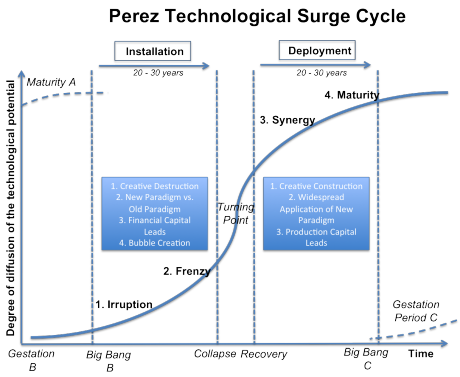 Perez Technological Surge Cycle
Installation
Deployment
20 - 30 years
20 - 30 years
Degree of diffusion of the technological potential
Maturity A
4. Maturity
3. Synergy
1. Creative Destruction
2. New Paradigm vs.
Old Paradigm
3. Financial Capital
Leads
4. Bubble Creation
Turning
Point
1. Creative Construction
2. Widespread
Application of New
Paradigm
3. Production Capital
Leads
2. Frenzy
1. Irruption
Gestation
Period C
Gestation
B
Big Bang
B
Collapse
Recovery
Big Bang
C
Time